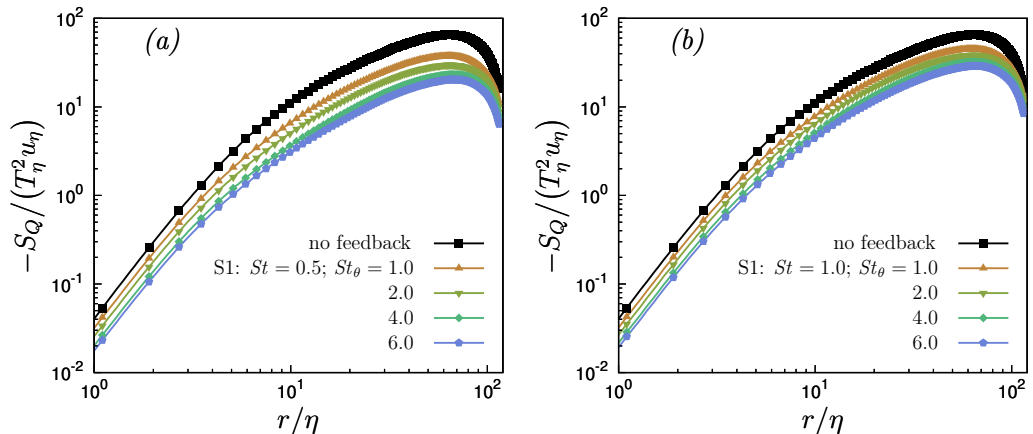 (a)
−S_Q/(T_η^2 u_η)
10^2
10^1
10^0
10^-1
10^-2
no feedback
S1: St = 0.5; St_θ = 1.0
2.0
4.0
6.0
10^0 10^1 10^2
r/η
(b)
−S_Q/(T_η^2 u_η)
10^2
10^1
10^0
10^-1
10^-2
no feedback
S1: St = 1.0; St_θ = 1.0
2.0
4.0
6.0
10^0 10^1 10^2
r/η